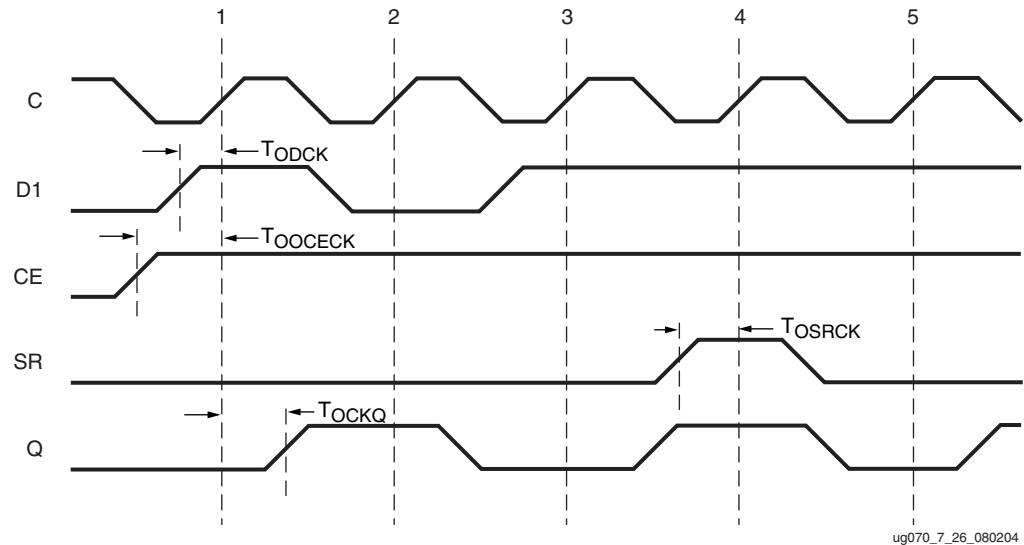 1 2 3 4 5
C
T_ODCK
D1
T_OOCECK
CE
T_OSRCK
SR
T_OCKQ
Q
ug070_7_26_080204